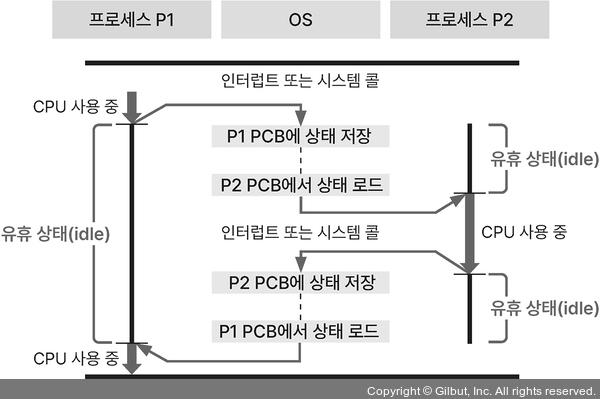 프로세스 P1
OS
프로세스 P2
인터럽트 또는 시스템 콜
CPU 사용 중
P1 PCB에 상태 저장
유휴 상태(idle)
P2 PCB에서 상태 로드
유휴 상태(idle)
인터럽트 또는 시스템 콜
CPU 사용 중
P2 PCB에 상태 저장
유휴 상태(idle)
P1 PCB에서 상태 로드
CPU 사용 중
Copyright © Gilbut, Inc. All rights reserved.